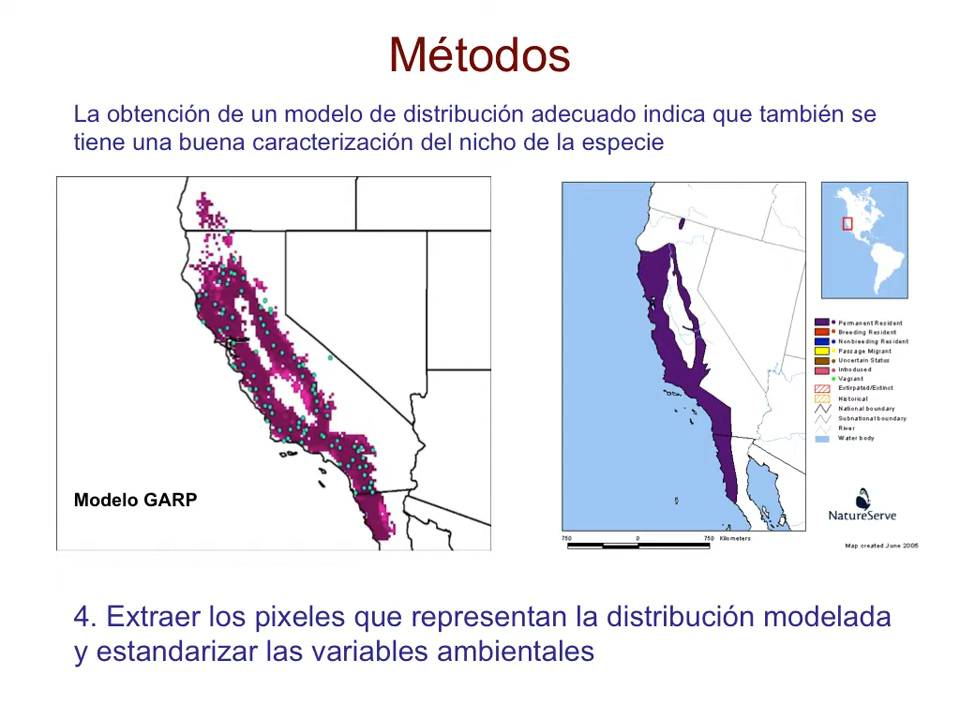 Métodos
La obtención de un modelo de distribución adecuado indica que también se
tiene una buena caracterización del nicho de la especie
Modelo GARP
Permanent Resident
Breeding Resident
Nonbreeding Resident
Passage Migrant
Uncertain Status
Introduced
Vagrant
Extirpated/Extinct
Historical
National boundary
Subnational boundary
River
Water body
NatureServe
750 0 750 Kilometers
Map created June 2005
4. Extraer los pixeles que representan la distribución modelada
y estandarizar las variables ambientales